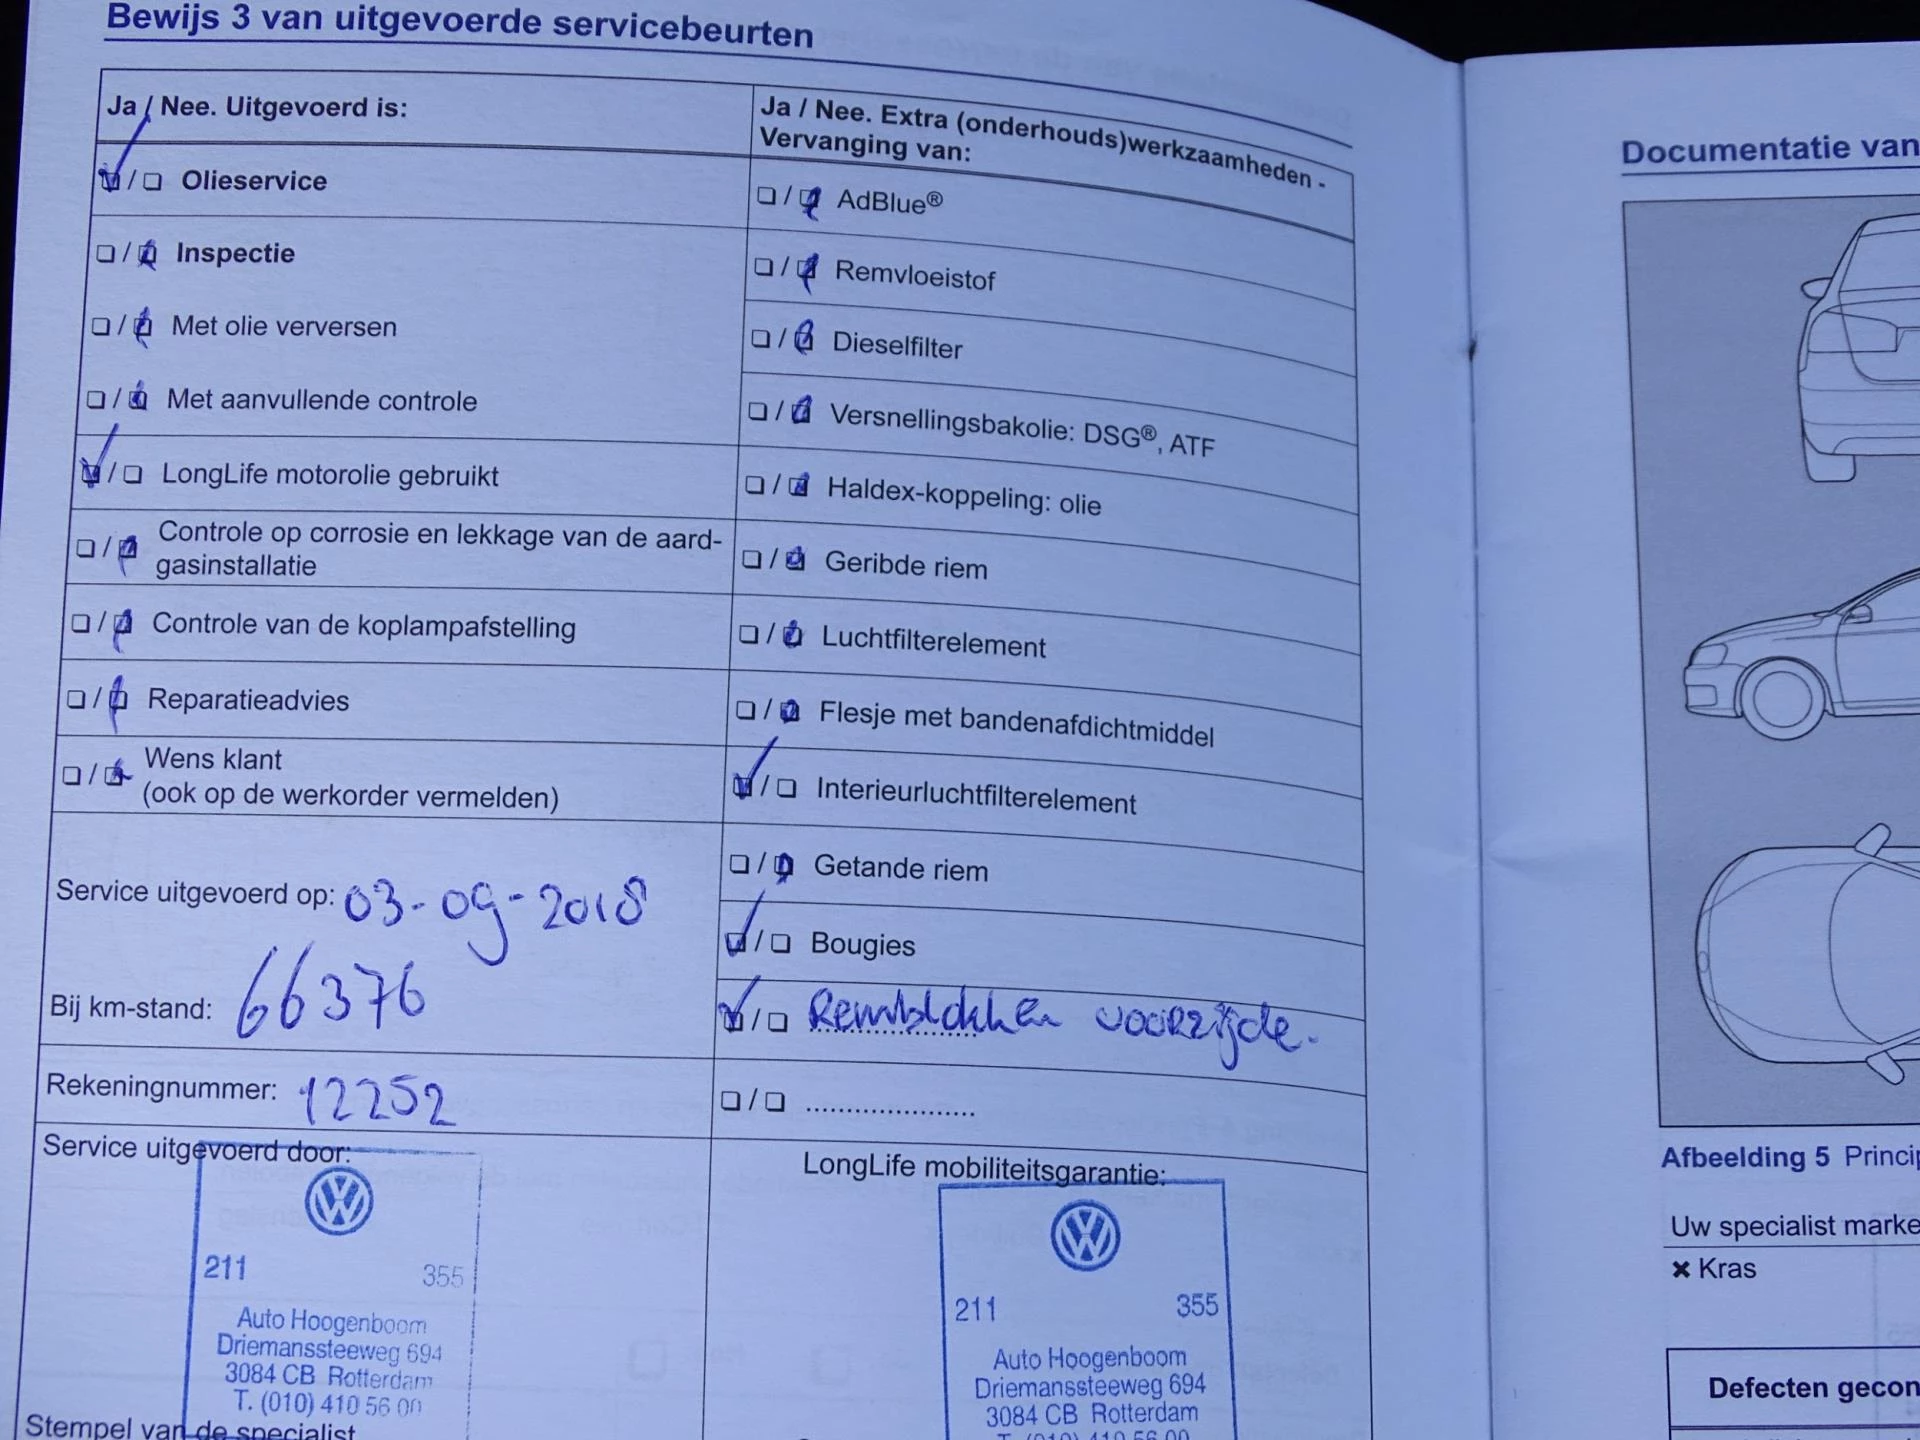 Bewijs 3 van uitgevoerde servicebeurten
Ja / Nee. Uitgevoerd is:
Olieservice
Inspectie
Met olie verversen
Met aanvullende controle
LongLife motorolie gebruikt
Controle op corrosie en lekkage van de aard-
gasinstallatie
Controle van de koplampafstelling
Reparatieadvies
Wens klant
(ook op de werkorder vermelden)
Service uitgevoerd op: 03-09-2018
Bij km-stand: 66376
Rekeningnummer: 12252
Service uitgevoerd door:
211 355
Auto Hoogenboom
Driemanssteeweg 694
3084 CB Rotterdam
T. (010) 410 56 00
Stempel van de specialist
Ja / Nee. Extra (onderhouds)werkzaamheden -
Vervanging van:
AdBlue®
Remvloeistof
Dieselfilter
Versnellingsbakolie: DSG®, ATF
Haldex-koppeling: olie
Geribde riem
Luchtfilterelement
Flesje met bandenafdichtmiddel
Interieurluchtfilterelement
Getande riem
Bougies
Remblokken voorzijde.
.....................
LongLife mobiliteitsgarantie:
211 355
Auto Hoogenboom
Driemanssteeweg 694
3084 CB Rotterdam
T. (010) 410 56 00
Documentatie van
Afbeelding 5 Princip
Uw specialist marke
× Kras
Defecten gecon